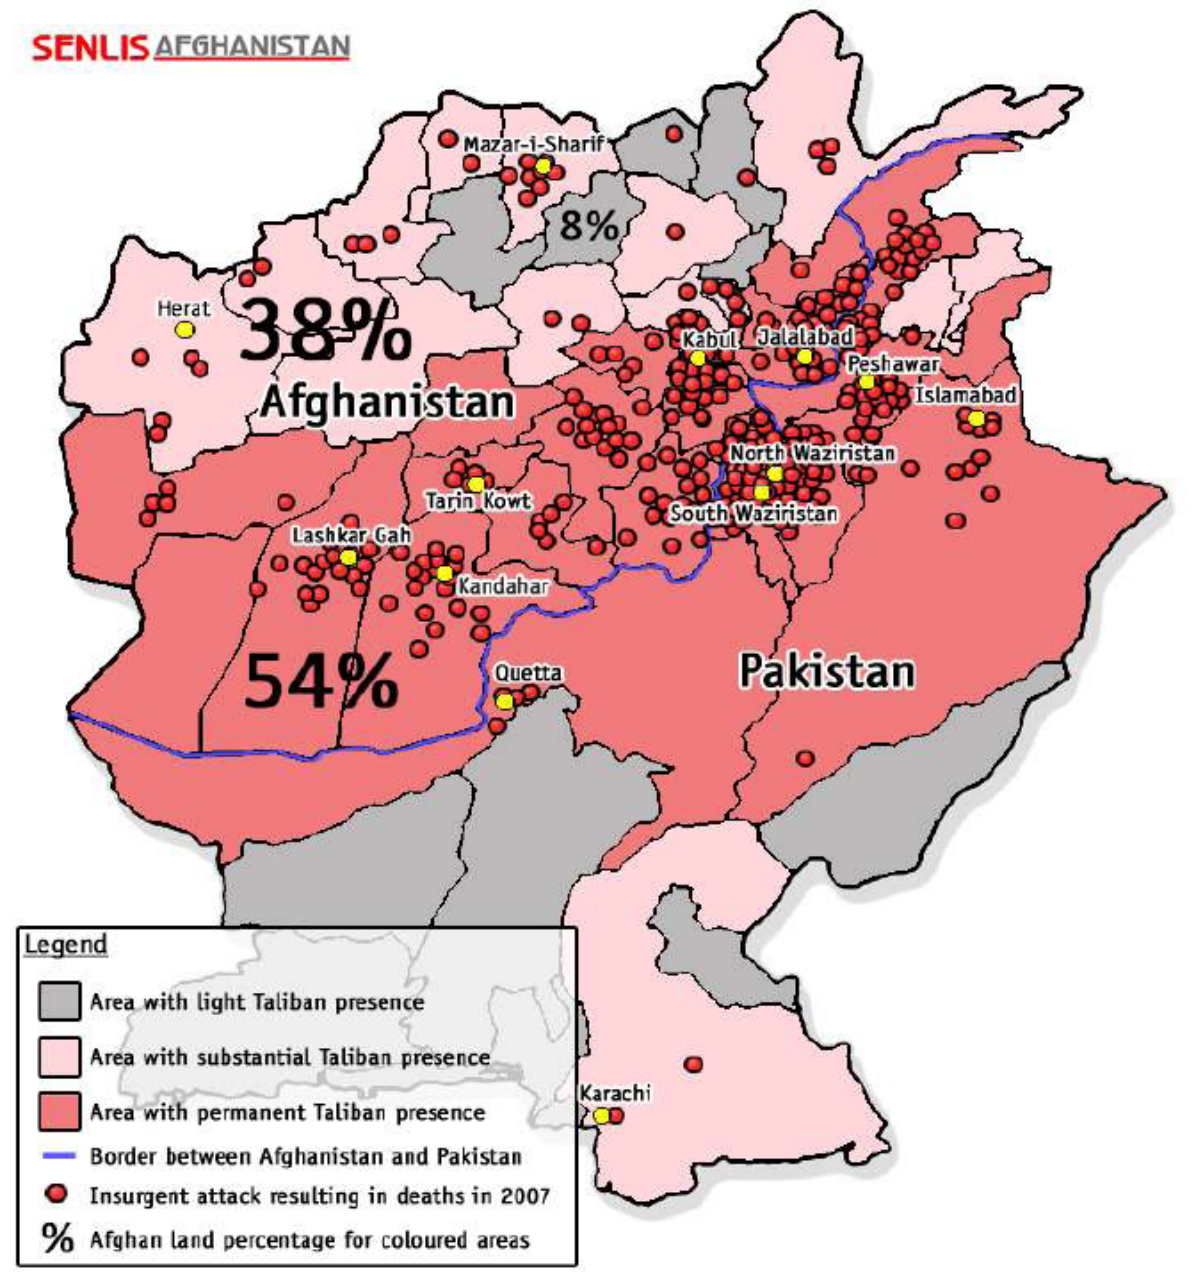 SENLIS AFGHANISTAN
Mazar-i-Sharif
8%
Herat
38%
Afghanistan
Kabul
Jalalabad
Peshawar
Islamabad
North Waziristan
Tarin Kowt
South Waziristan
Lashkar Gah
Kandahar
54%
Quetta
Pakistan
Legend
Area with light Taliban presence
Area with substantial Taliban presence
Area with permanent Taliban presence
Border between Afghanistan and Pakistan
Insurgent attack resulting in deaths in 2007
% Afghan land percentage for coloured areas
Karachi